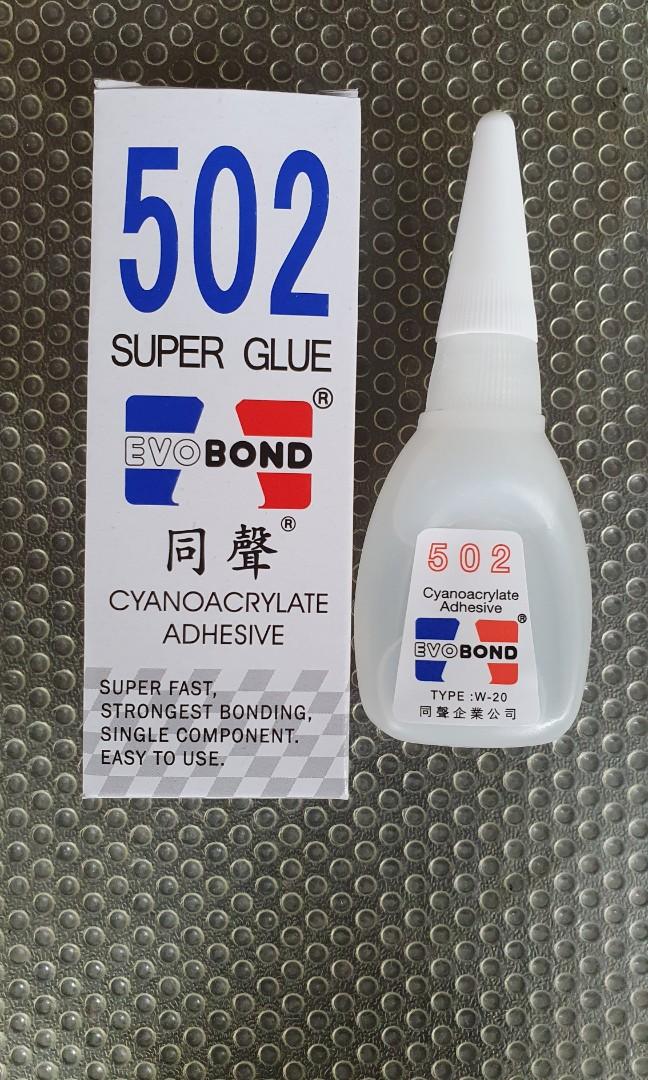 502
SUPER GLUE
®
EVOBOND
同聲®
CYANOACRYLATE
ADHESIVE
SUPER FAST,
STRONGEST BONDING,
SINGLE COMPONENT.
EASY TO USE.
502
Cyanoacrylate
Adhesive
®
EVOBOND
TYPE :W-20
同聲企業公司